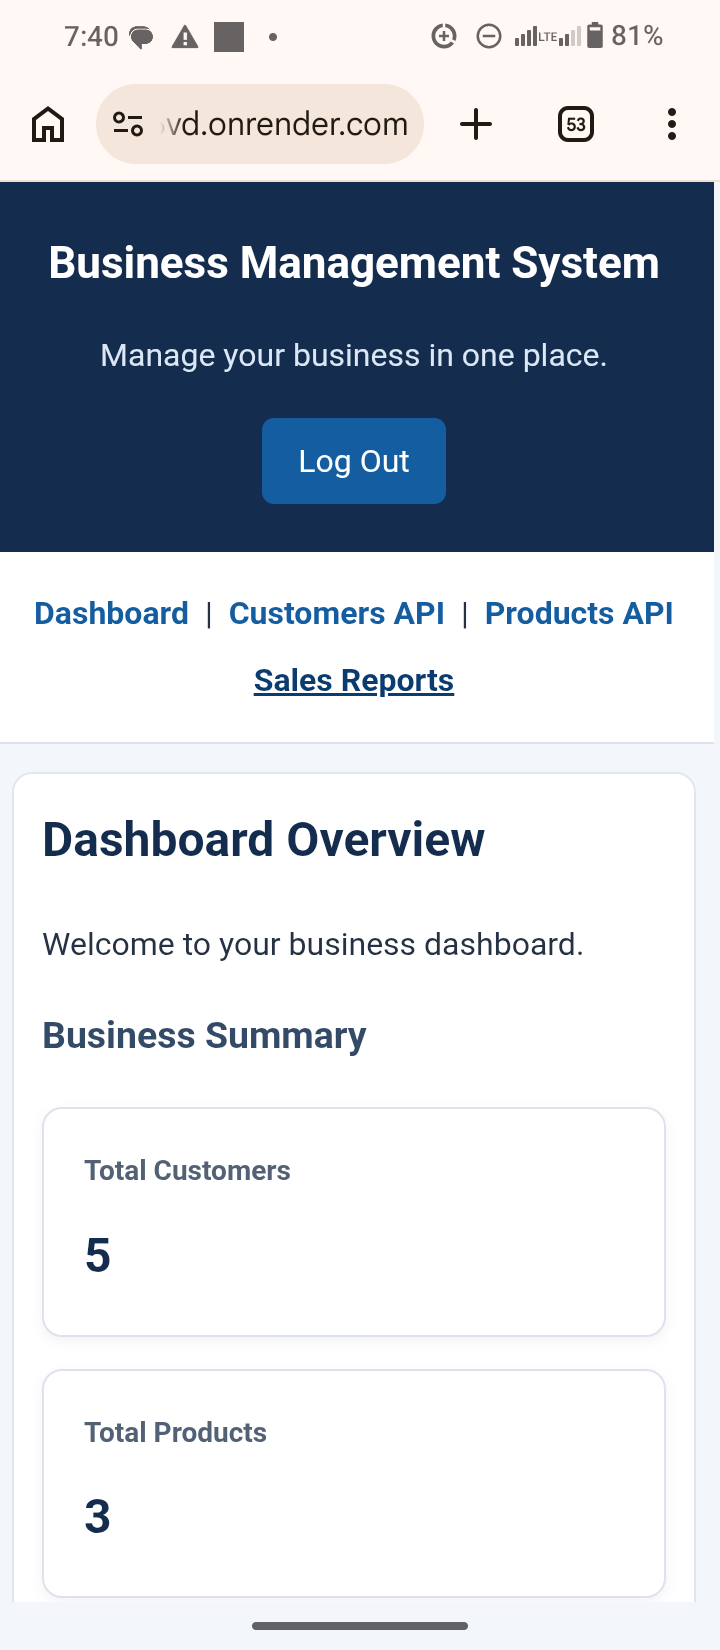 7:40 LTE 81%
vd.onrender.com 53
Business Management System
Manage your business in one place.
Log Out
Dashboard | Customers API | Products API
Sales Reports
Dashboard Overview
Welcome to your business dashboard.
Business Summary
Total Customers
5
Total Products
3